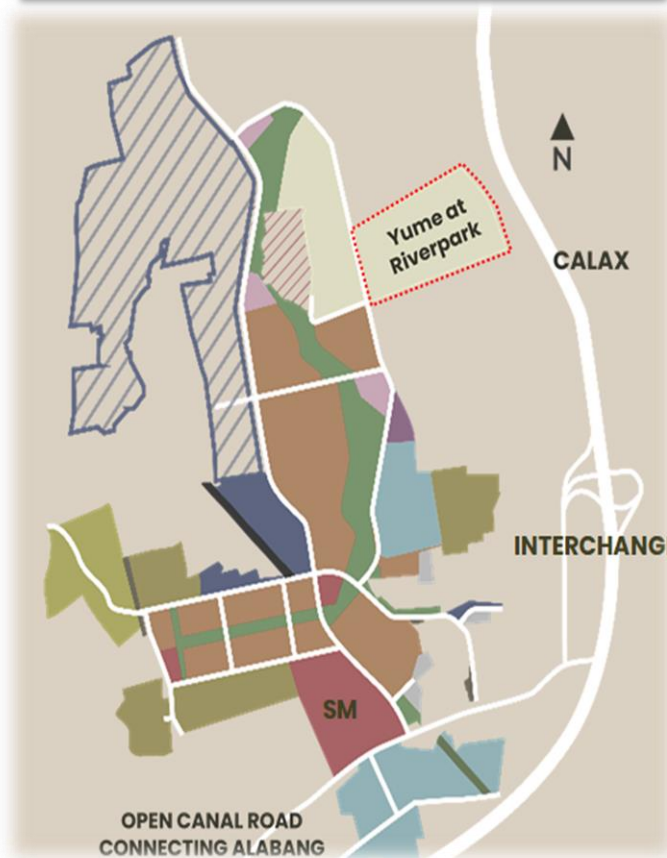 N
Yume at
Riverpark
CALAX
INTERCHANG
SM
OPEN CANAL ROAD
CONNECTING ALABANG